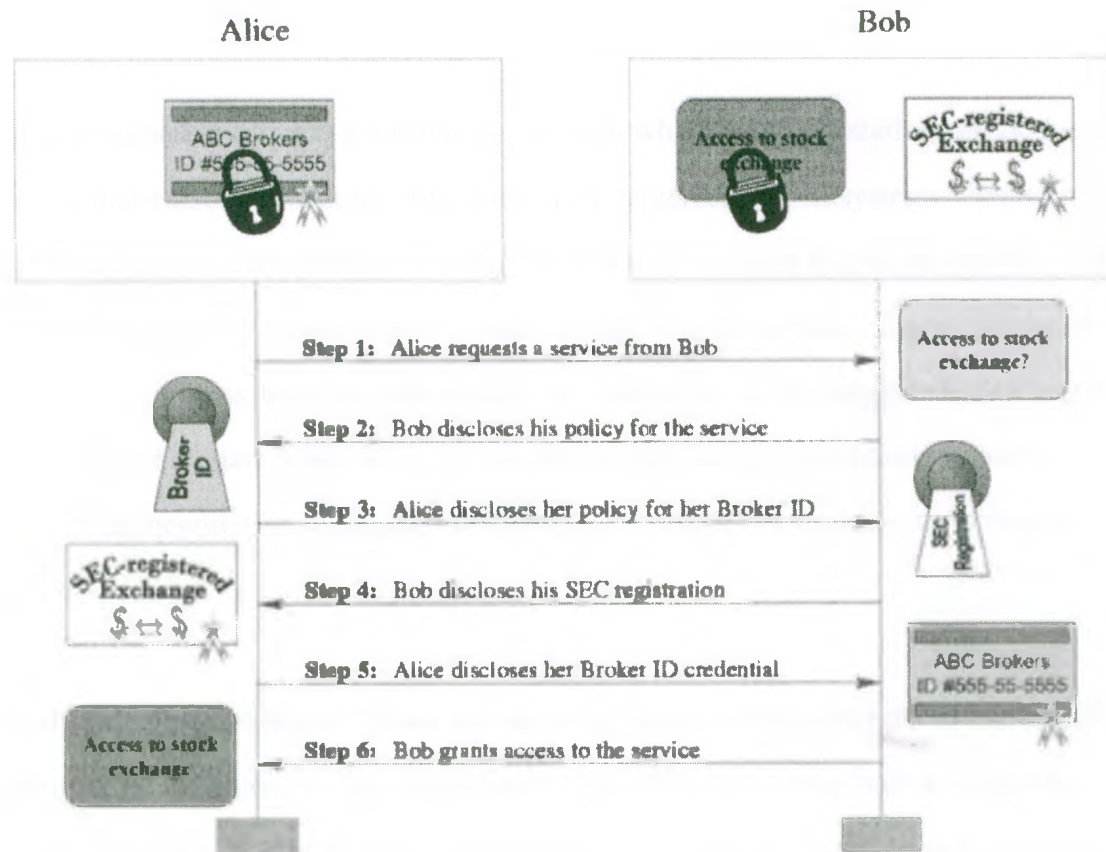 Alice
Bob
ABC Brokers
ID #555-55-5555
Access to stock
exchange
SEC-registered
Exchange
$ ↔ $
Step 1: Alice requests a service from Bob
Access to stock
exchange?
Step 2: Bob discloses his policy for the service
Broker
ID
Step 3: Alice discloses her policy for her Broker ID
SEC
Registration
SEC-registered
Exchange
$ ↔ $
Step 4: Bob discloses his SEC registration
Step 5: Alice discloses her Broker ID credential
ABC Brokers
ID #555-55-5555
Access to stock
exchange
Step 6: Bob grants access to the service